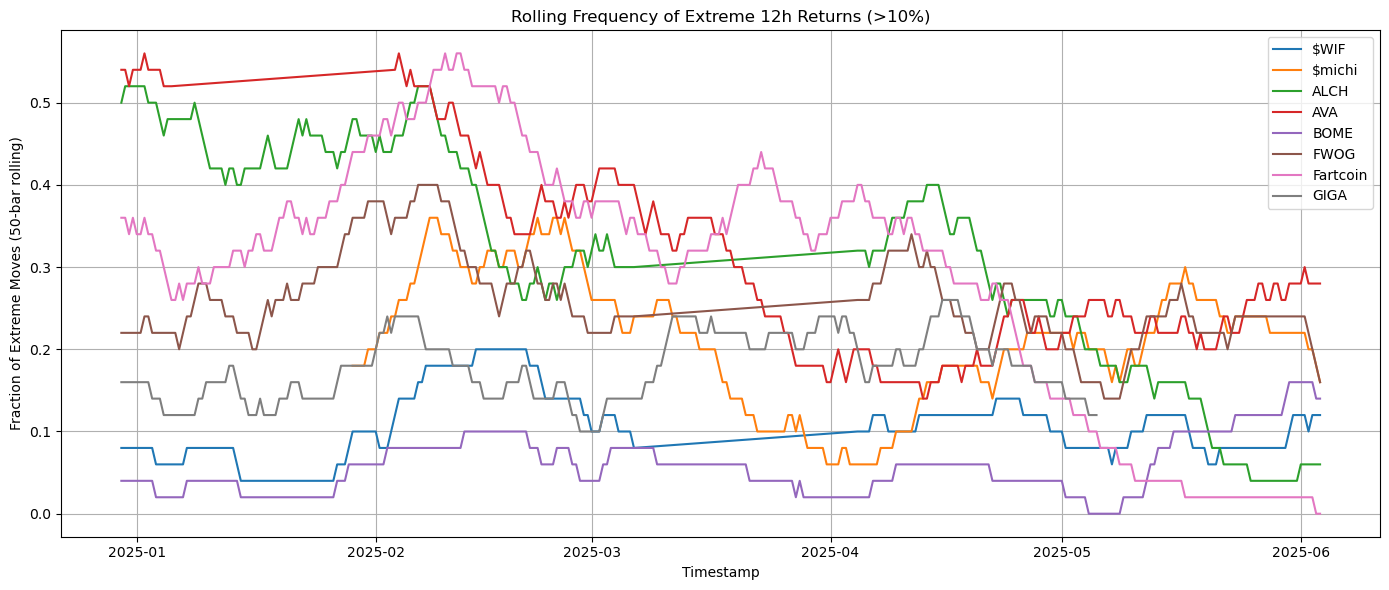 Rolling Frequency of Extreme 12h Returns (>10%)
Fraction of Extreme Moves (50-bar rolling)
0.5
0.4
0.3
0.2
0.1
0.0
$WIF
$michi
ALCH
AVA
BOME
FWOG
Fartcoin
GIGA
2025-01
2025-02
2025-03
2025-04
2025-05
2025-06
Timestamp